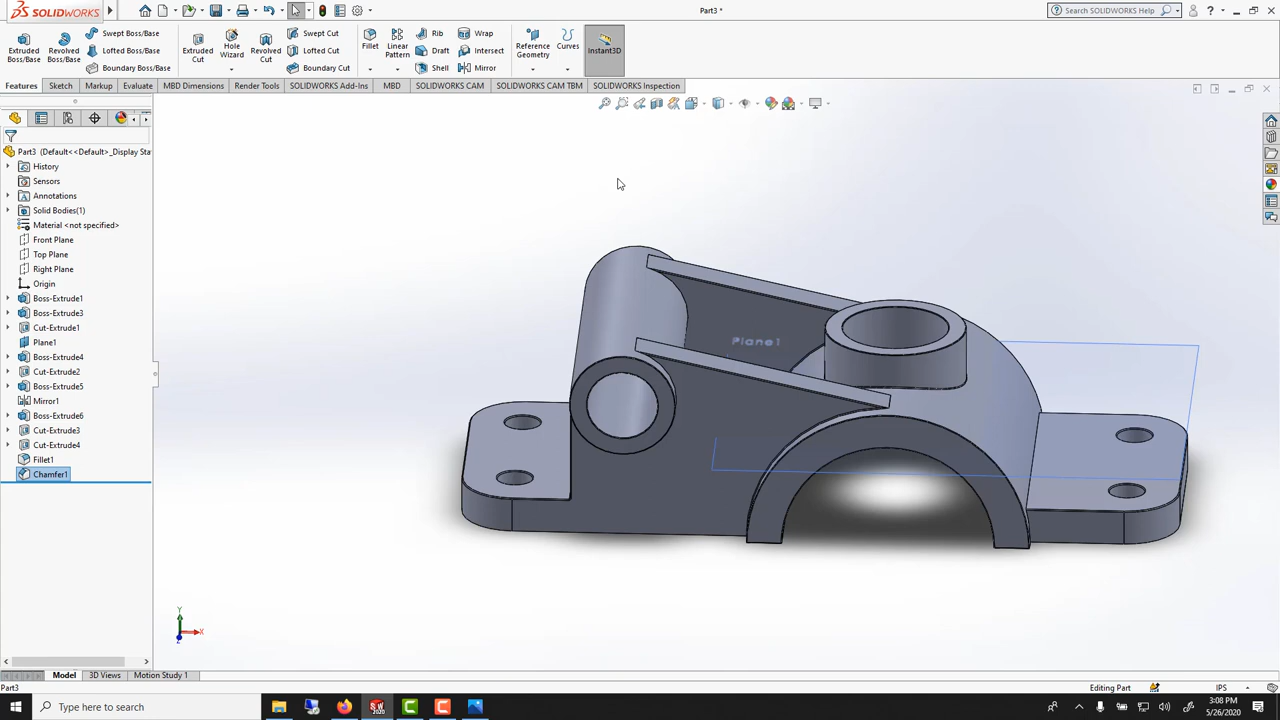 SOLIDWORKS
Part3 *
Search SOLIDWORKS Help
Extruded Boss/Base
Revolved Boss/Base
Swept Boss/Base
Lofted Boss/Base
Boundary Boss/Base
Extruded Cut
Hole Wizard
Revolved Cut
Swept Cut
Lofted Cut
Boundary Cut
Fillet
Linear Pattern
Rib
Draft
Shell
Wrap
Intersect
Mirror
Reference Geometry
Curves
Instant3D
Features
Sketch
Markup
Evaluate
MBD Dimensions
Render Tools
SOLIDWORKS Add-Ins
MBD
SOLIDWORKS CAM
SOLIDWORKS CAM TBM
SOLIDWORKS Inspection
Part3 (Default<<Default>_Display Sta
History
Sensors
Annotations
Solid Bodies(1)
Material <not specified>
Front Plane
Top Plane
Right Plane
Origin
Boss-Extrude1
Boss-Extrude3
Cut-Extrude1
Plane1
Boss-Extrude4
Cut-Extrude2
Boss-Extrude5
Mirror1
Boss-Extrude6
Cut-Extrude3
Cut-Extrude4
Fillet1
Chamfer1
Plane1
Y
X
Z
Model
3D Views
Motion Study 1
Part3
Editing Part
IPS
Type here to search
SW
2020
3:08 PM
5/26/2020